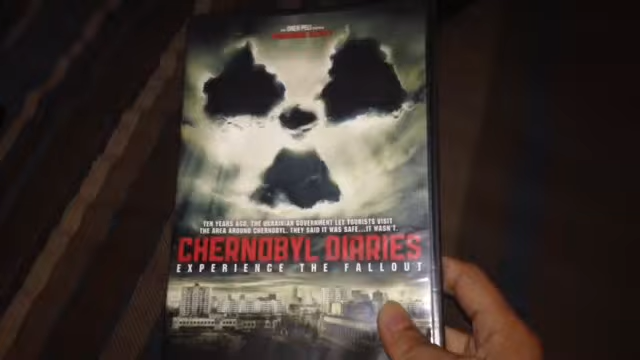 TEN YEARS AGO, THE UKRAINIAN GOVERNMENT LET TOURISTS VISIT
THE AREA AROUND CHERNOBYL. THEY SAID IT WAS SAFE...IT WASN'T.
CHERNOBYL DIARIES
EXPERIENCE THE FALLOUT